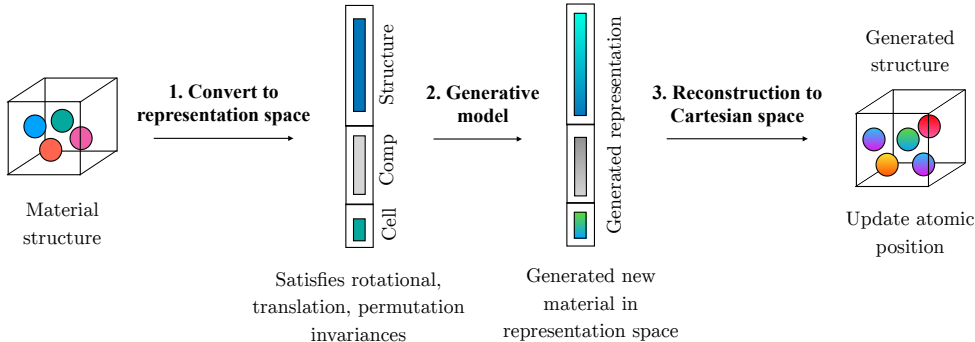 Material
structure
1. Convert to
representation space
Structure
Comp
Cell
Satisfies rotational,
translation, permutation
invariances
2. Generative
model
Generated representation
Generated new
material in
representation space
3. Reconstruction to
Cartesian space
Generated
structure
Update atomic
position